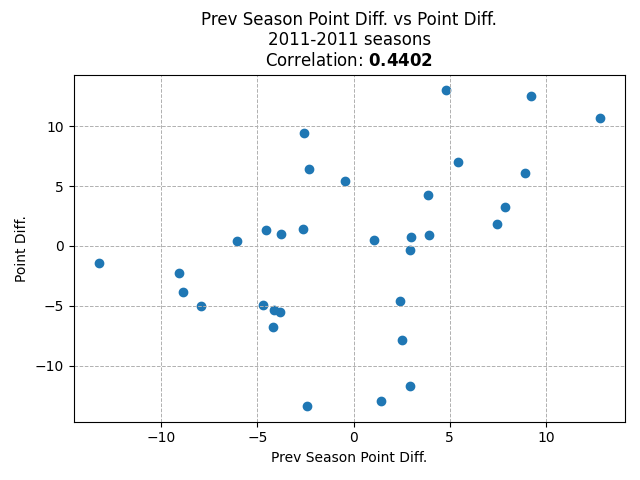 Prev Season Point Diff. vs Point Diff.
2011-2011 seasons
Correlation: 0.4402
10
5
0
−5
−10
Point Diff.
−10
−5
0
5
10
Prev Season Point Diff.